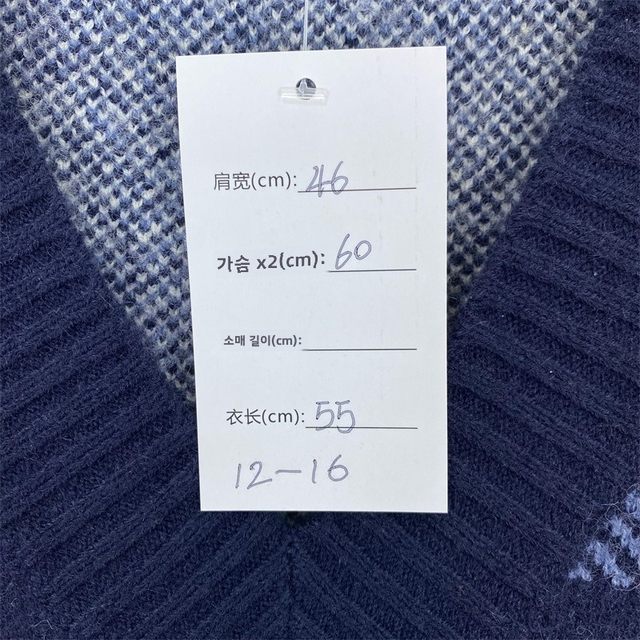 肩宽(cm): 46
가슴 x2(cm): 60
소매 길이(cm):
衣长(cm): 55
12-16